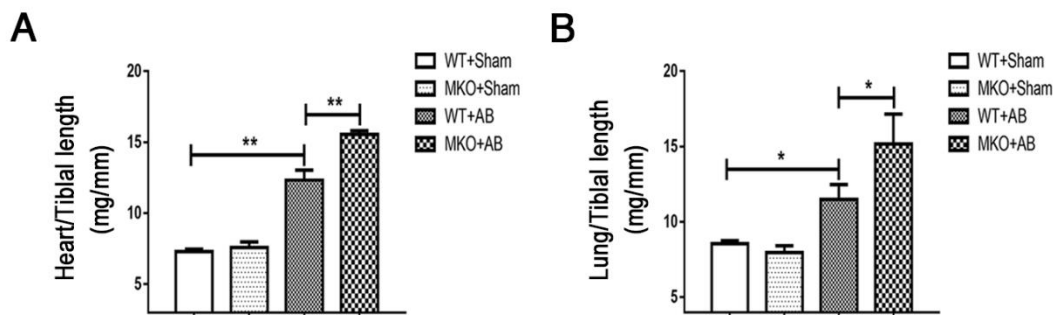 A
Heart/Tiblal length
(mg/mm)
20
15
10
5
**
**
WT+Sham
MKO+Sham
WT+AB
MKO+AB
B
Lung/Tiblal length
(mg/mm)
20
15
10
5
*
*
WT+Sham
MKO+Sham
WT+AB
MKO+AB